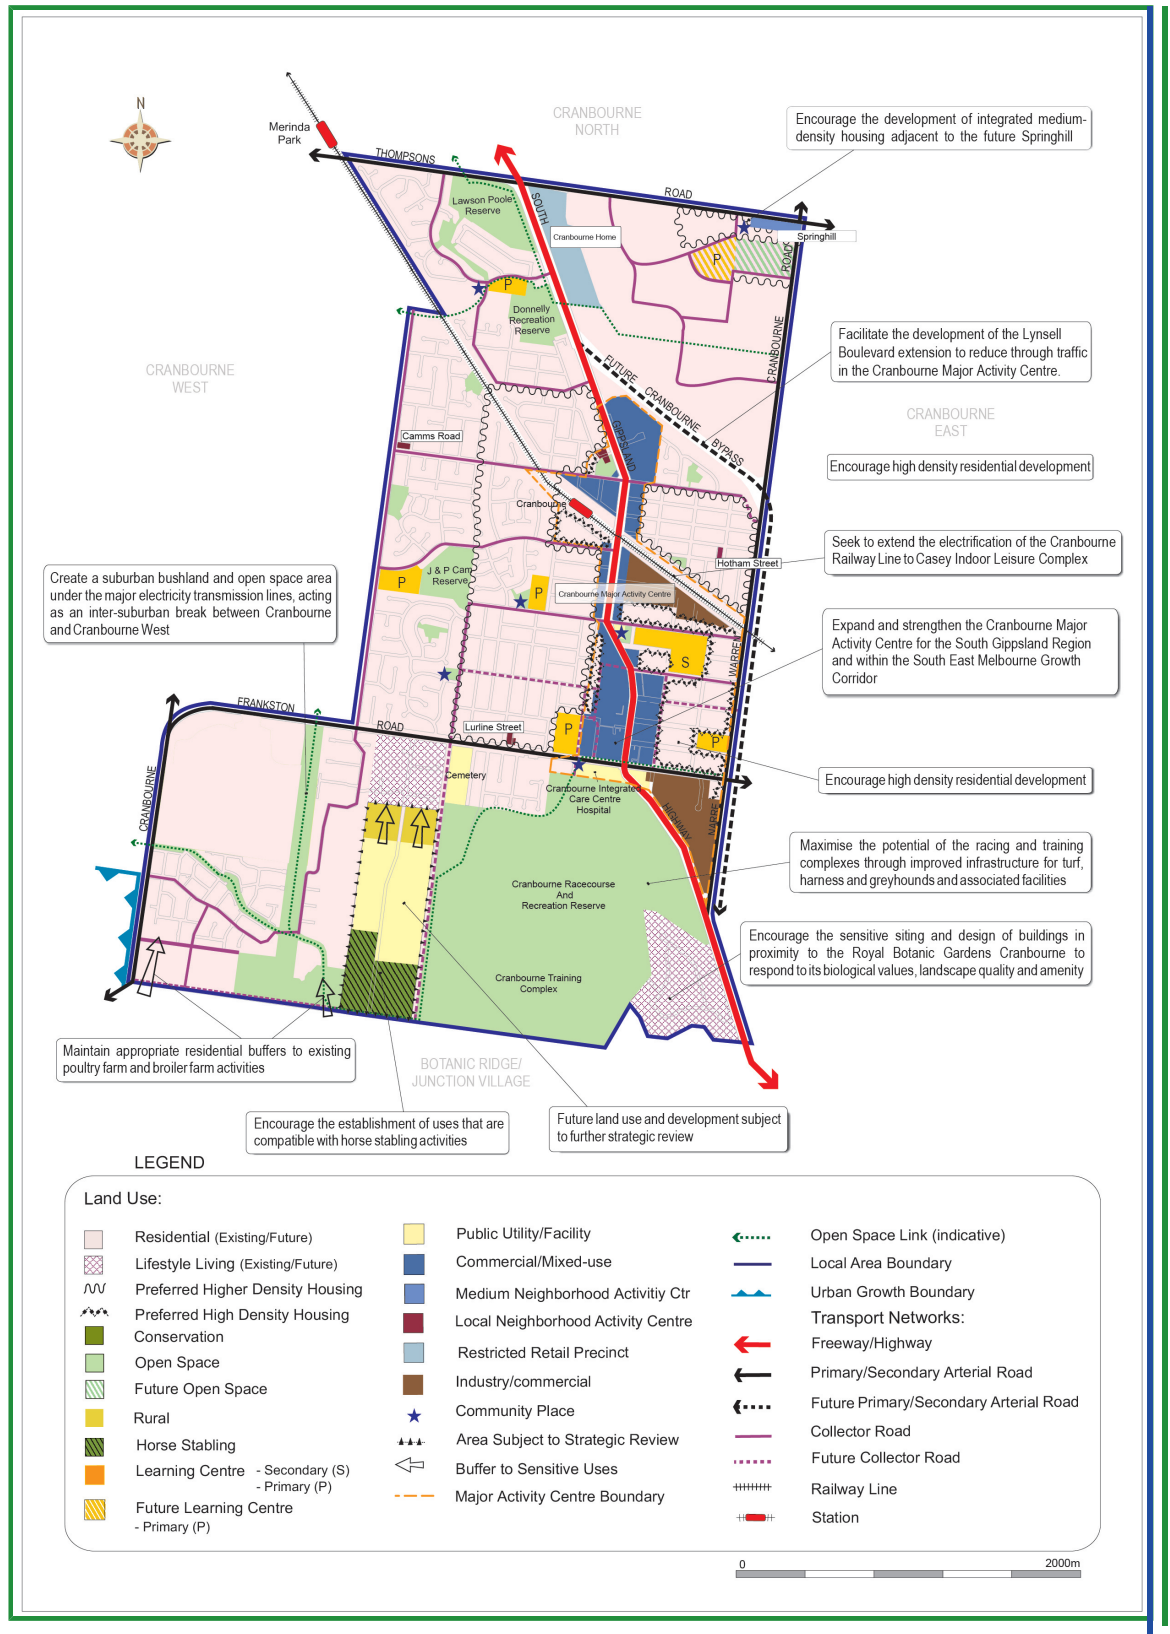 N
CRANBOURNE
NORTH
Merinda
Park
Encourage the development of integrated medium-
density housing adjacent to the future Springhill
THOMPSONS
ROAD
Lawson Poole
Reserve
SOUTH
Cranbourne Home
Springhill
P
ROAD
P
Donnelly
Recreation
Reserve
CRANBOURNE
WEST
Facilitate the development of the Lynsell
Boulevard extension to reduce through traffic
in the Cranbourne Major Activity Centre.
FUTURE CRANBOURNE BYPASS
CRANBOURNE
CRANBOURNE
EAST
GIPPSLAND
Camms Road
Encourage high density residential development
Cranbourne
Seek to extend the electrification of the Cranbourne
Railway Line to Casey Indoor Leisure Complex
Hotham Street
Create a suburban bushland and open space area
under the major electricity transmission lines, acting
as an inter-suburban break between Cranbourne
and Cranbourne West
J & P Cam
Reserve
P
P
Cranbourne Major Activity Centre
Expand and strengthen the Cranbourne Major
Activity Centre for the South Gippsland Region
and within the South East Melbourne Growth
Corridor
S
WARREN
FRANKSTON
ROAD
Lurline Street
P
P
Cemetery
Encourage high density residential development
Cranbourne Integrated
Care Centre
Hospital
CRANBOURNE
HIGHWAY
NARRE
Maximise the potential of the racing and training
complexes through improved infrastructure for turf,
harness and greyhounds and associated facilities
Cranbourne Racecourse
And
Recreation Reserve
Encourage the sensitive siting and design of buildings in
proximity to the Royal Botanic Gardens Cranbourne to
respond to its biological values, landscape quality and amenity
Cranbourne Training
Complex
Maintain appropriate residential buffers to existing
poultry farm and broiler farm activities
BOTANIC RIDGE/
JUNCTION VILLAGE
Encourage the establishment of uses that are
compatible with horse stabling activities
Future land use and development subject
to further strategic review
LEGEND
Land Use:
Residential (Existing/Future)
Lifestyle Living (Existing/Future)
Preferred Higher Density Housing
Preferred High Density Housing
Conservation
Open Space
Future Open Space
Rural
Horse Stabling
Learning Centre - Secondary (S)
- Primary (P)
Future Learning Centre
- Primary (P)
Public Utility/Facility
Commercial/Mixed-use
Medium Neighborhood Activitiy Ctr
Local Neighborhood Activity Centre
Restricted Retail Precinct
Industry/commercial
Community Place
Area Subject to Strategic Review
Buffer to Sensitive Uses
Major Activity Centre Boundary
Open Space Link (indicative)
Local Area Boundary
Urban Growth Boundary
Transport Networks:
Freeway/Highway
Primary/Secondary Arterial Road
Future Primary/Secondary Arterial Road
Collector Road
Future Collector Road
Railway Line
Station
0
2000m